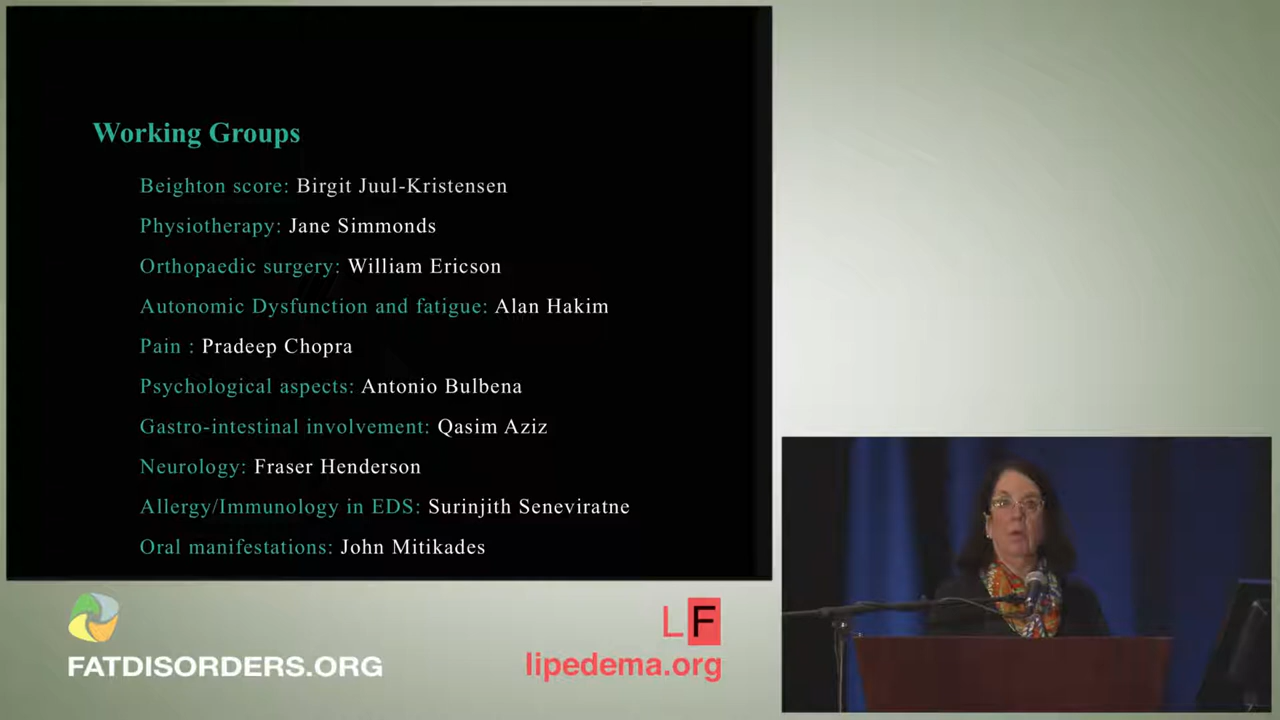 Working Groups
Beighton score: Birgit Juul-Kristensen
Physiotherapy: Jane Simmonds
Orthopaedic surgery: William Ericson
Autonomic Dysfunction and fatigue: Alan Hakim
Pain : Pradeep Chopra
Psychological aspects: Antonio Bulbena
Gastro-intestinal involvement: Qasim Aziz
Neurology: Fraser Henderson
Allergy/Immunology in EDS: Surinjith Seneviratne
Oral manifestations: John Mitikades
LF
FATDISORDERS.ORG
lipedema.org